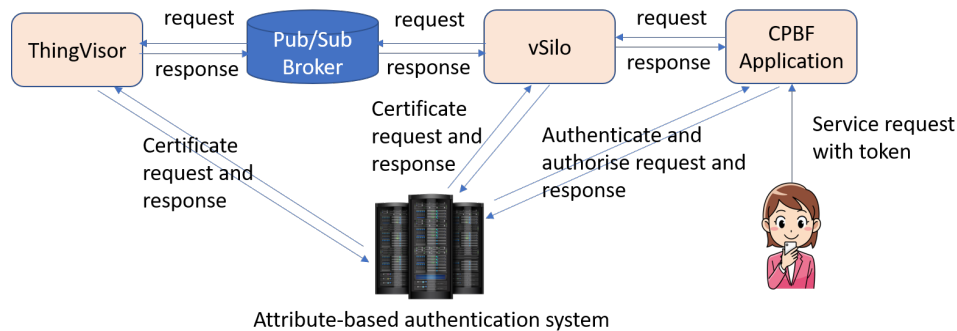 request
request
request
ThingVisor
Pub/Sub
Broker
vSilo
CPBF
Application
response
response
response
Certificate
request and
response
Certificate
request and
response
Authenticate and
authorise request and
response
Service request
with token
Attribute-based authentication system